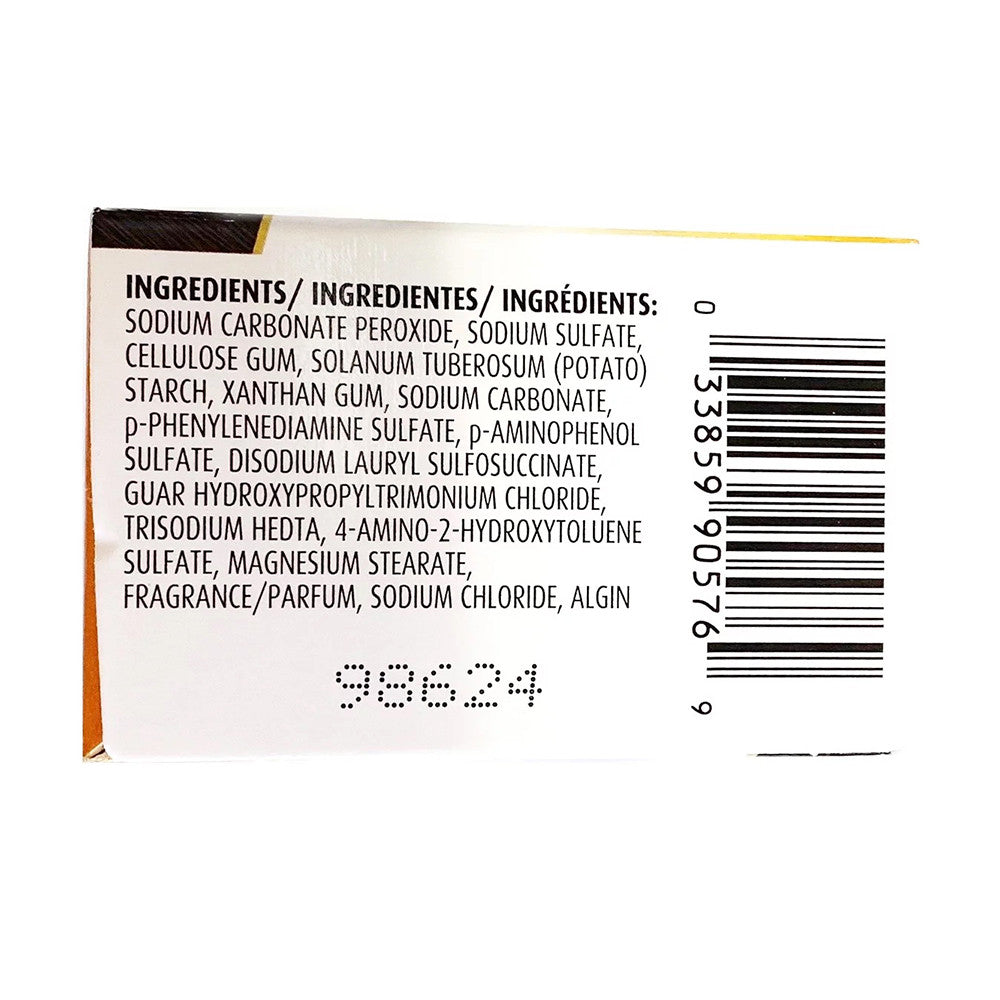 INGREDIENTS/ INGREDIENTES/ INGRÉDIENTS:
SODIUM CARBONATE PEROXIDE, SODIUM SULFATE,
CELLULOSE GUM, SOLANUM TUBEROSUM (POTATO)
STARCH, XANTHAN GUM, SODIUM CARBONATE,
p-PHENYLENEDIAMINE SULFATE, p-AMINOPHENOL
SULFATE, DISODIUM LAURYL SULFOSUCCINATE,
GUAR HYDROXYPROPYLTRIMONIUM CHLORIDE,
TRISODIUM HEDTA, 4-AMINO-2-HYDROXYTOLUENE
SULFATE, MAGNESIUM STEARATE,
FRAGRANCE/PARFUM, SODIUM CHLORIDE, ALGIN
98624
0 33859 90576 9